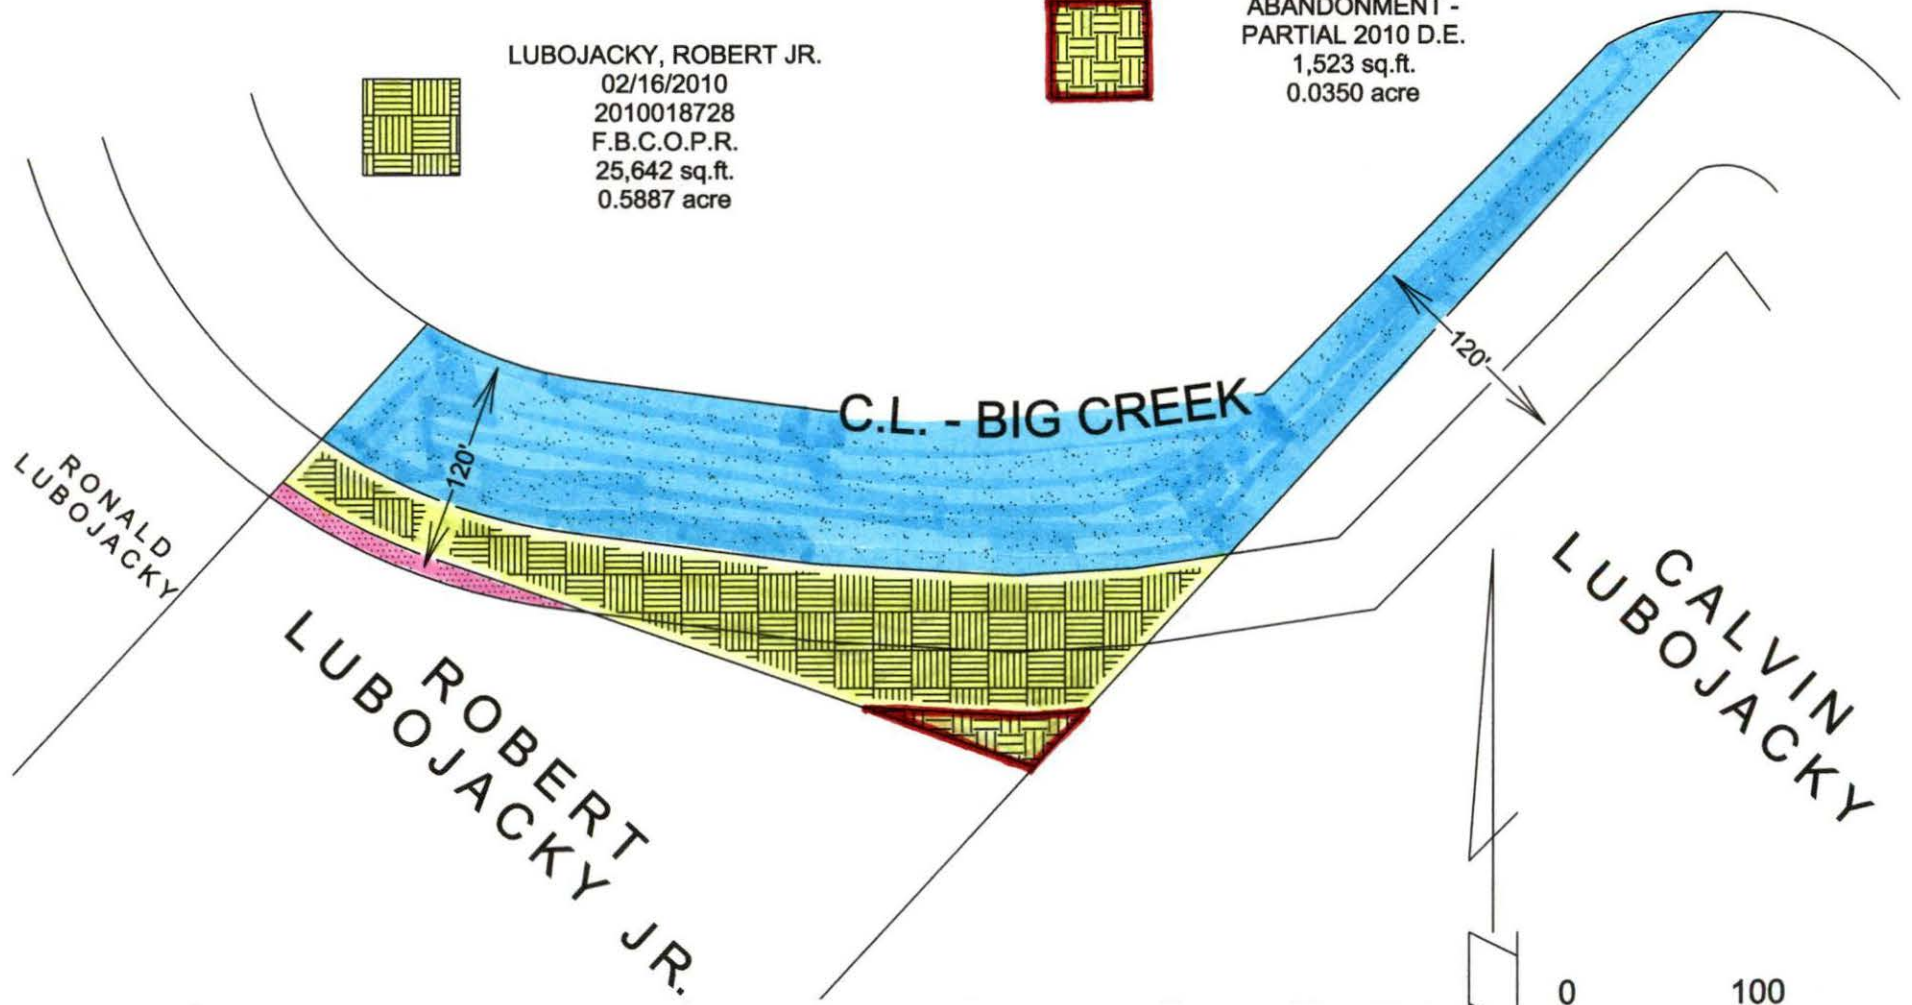 ABANDONMENT -
PARTIAL 2010 D.E.
1,523 sq.ft.
0.0350 acre
LUBOJACKY, ROBERT JR.
02/16/2010
2010018728
F.B.C.O.P.R.
25,642 sq.ft.
0.5887 acre
120'
C.L. - BIG CREEK
120'
RONALD
LUBOJACKY
ROBERT
LUBOJACKY JR.
CALVIN
LUBOJACKY
0 100